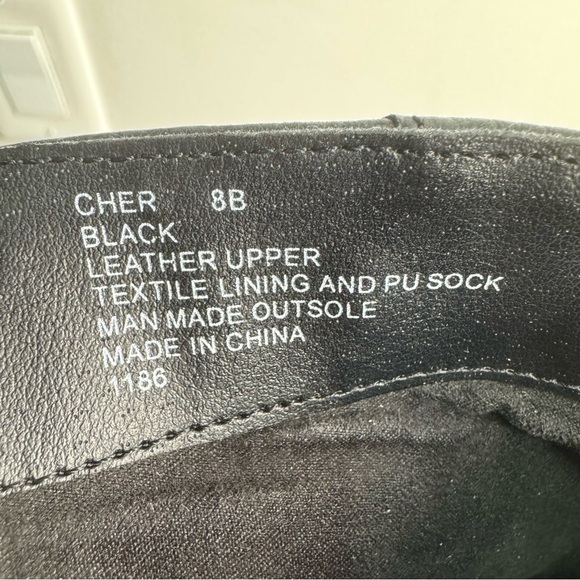 CHER 8B
BLACK
LEATHER UPPER
TEXTILE LINING AND PU SOCK
MAN MADE OUTSOLE
MADE IN CHINA
1186